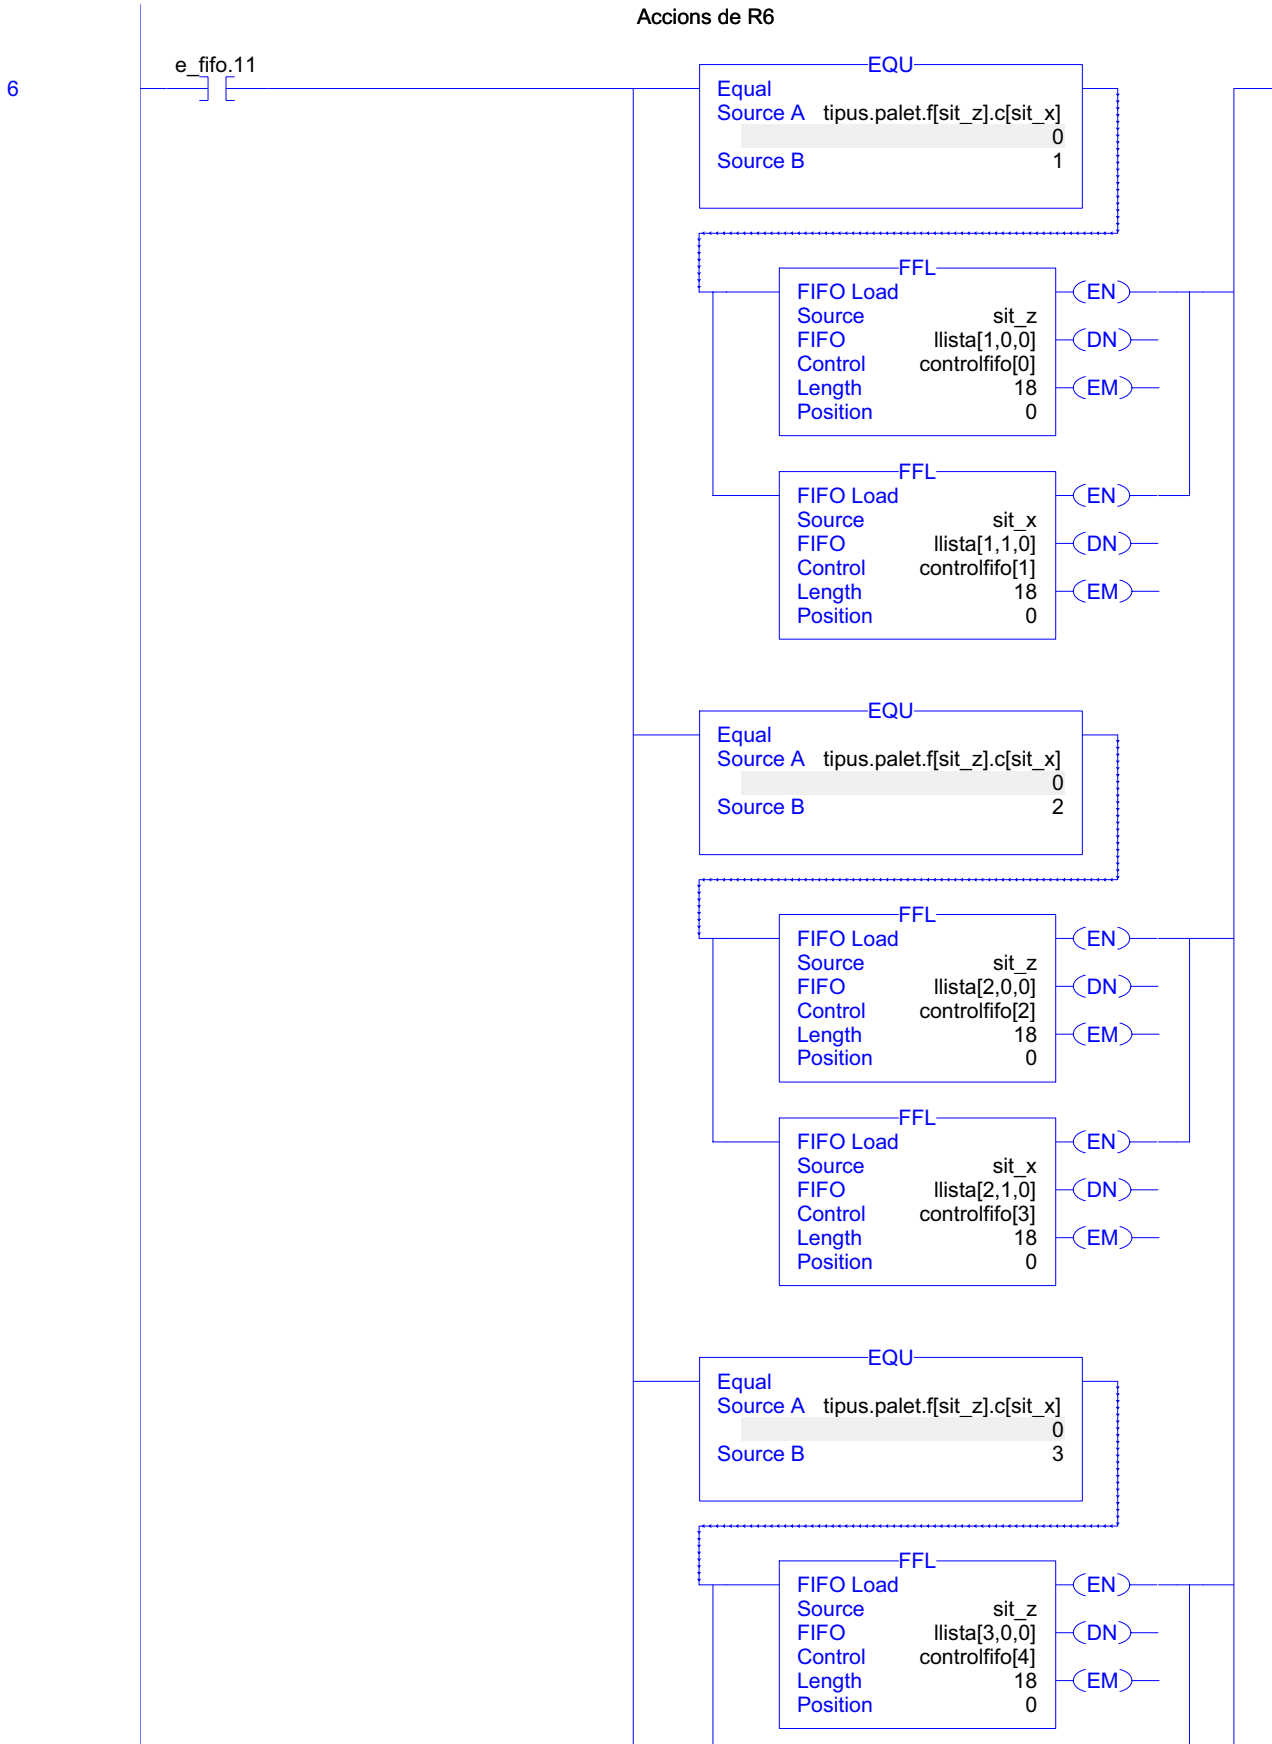 Accions de R6
e_fifo.11
6
EQU
Equal
Source A tipus.palet.f[sit_z].c[sit_x]
0
Source B 1
FFL
FIFO Load (EN)
Source sit_z
FIFO llista[1,0,0] (DN)
Control controlfifo[0]
Length 18 (EM)
Position 0
FFL
FIFO Load (EN)
Source sit_x
FIFO llista[1,1,0] (DN)
Control controlfifo[1]
Length 18 (EM)
Position 0
EQU
Equal
Source A tipus.palet.f[sit_z].c[sit_x]
0
Source B 2
FFL
FIFO Load (EN)
Source sit_z
FIFO llista[2,0,0] (DN)
Control controlfifo[2]
Length 18 (EM)
Position 0
FFL
FIFO Load (EN)
Source sit_x
FIFO llista[2,1,0] (DN)
Control controlfifo[3]
Length 18 (EM)
Position 0
EQU
Equal
Source A tipus.palet.f[sit_z].c[sit_x]
0
Source B 3
FFL
FIFO Load (EN)
Source sit_z
FIFO llista[3,0,0] (DN)
Control controlfifo[4]
Length 18 (EM)
Position 0